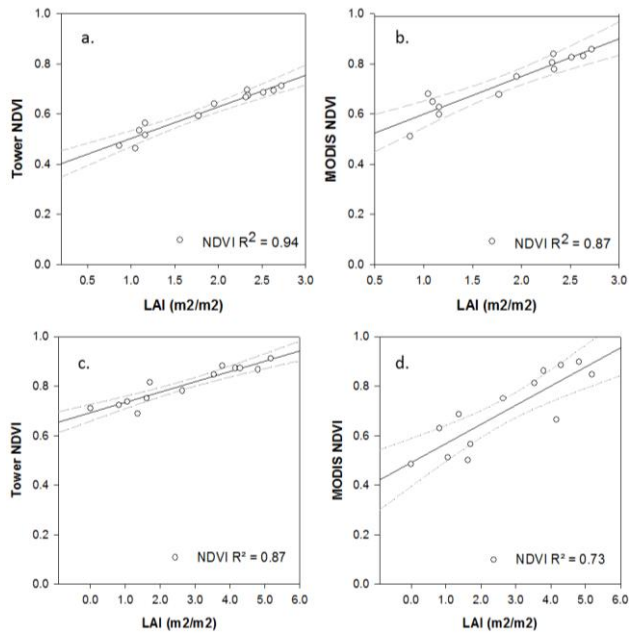 a.
1.0
0.8
0.6
0.4
0.2
0.0
Tower NDVI
NDVI R² = 0.94
0.5 1.0 1.5 2.0 2.5 3.0
LAI (m2/m2)
b.
1.0
0.8
0.6
0.4
0.2
0.0
MODIS NDVI
NDVI R² = 0.87
0.5 1.0 1.5 2.0 2.5 3.0
LAI (m2/m2)
c.
1.0
0.8
0.6
0.4
0.2
0.0
Tower NDVI
NDVI R² = 0.87
0.0 1.0 2.0 3.0 4.0 5.0 6.0
LAI (m2/m2)
d.
1.0
0.8
0.6
0.4
0.2
0.0
MODIS NDVI
NDVI R² = 0.73
0.0 1.0 2.0 3.0 4.0 5.0 6.0
LAI (m2/m2)